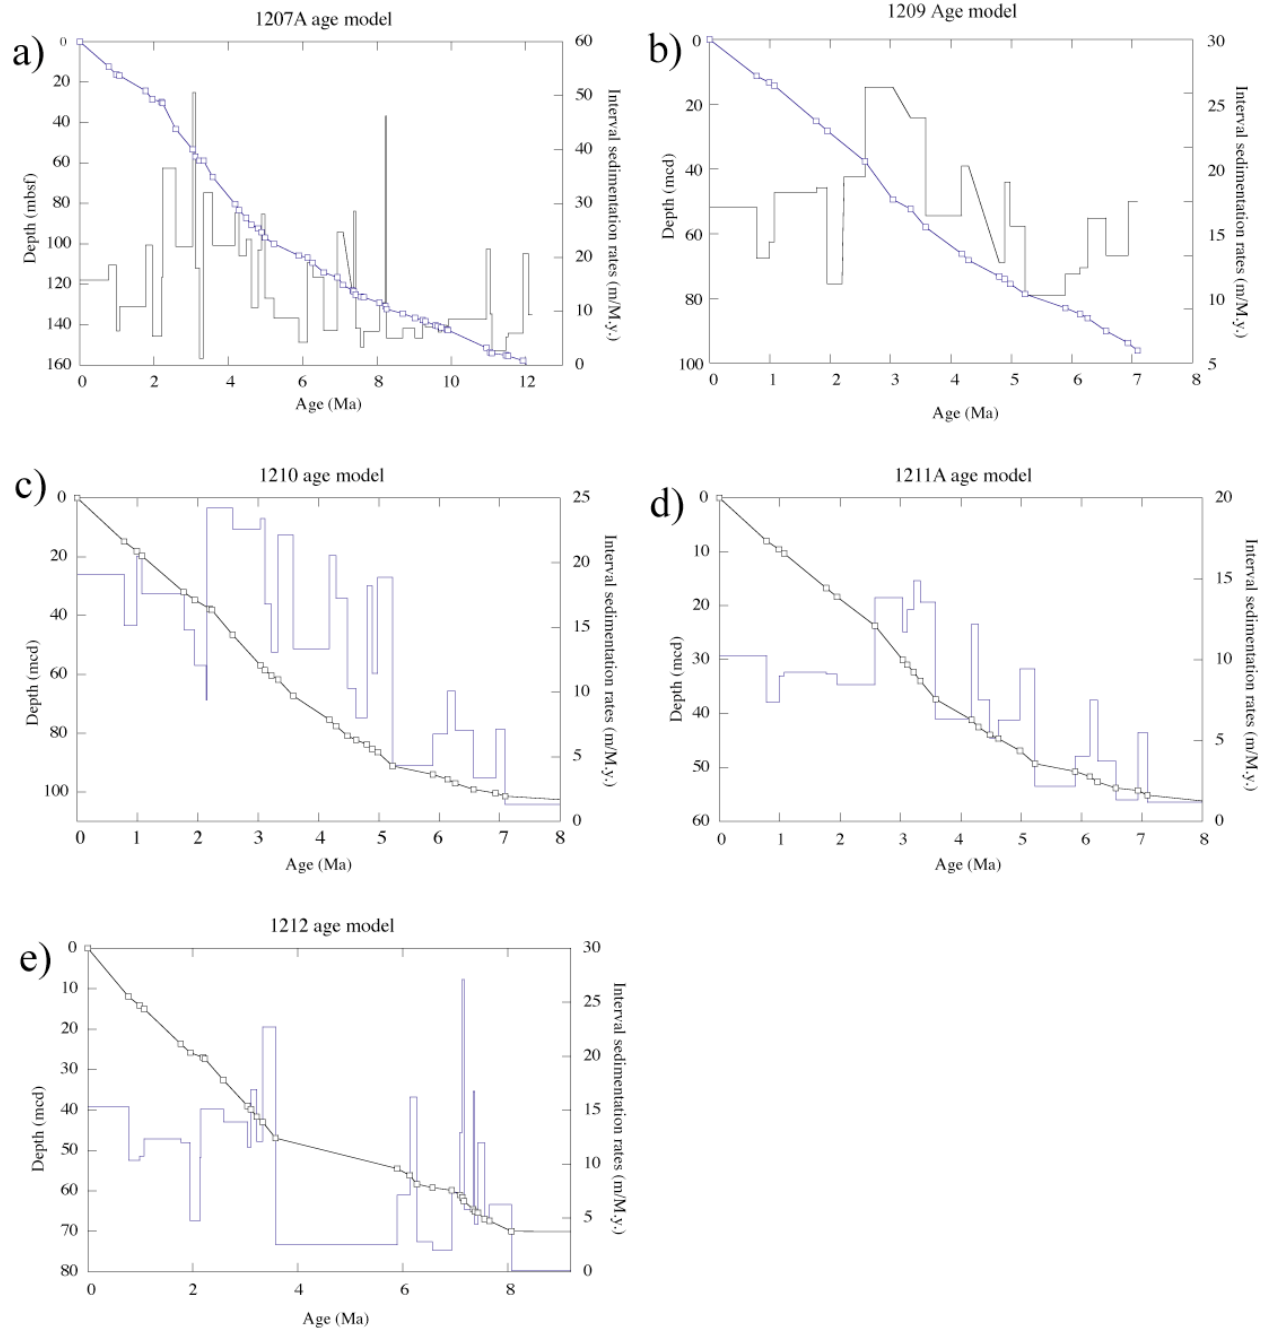 1207A age model
a)
0
20
40
60
80
100
120
140
160
Depth (mbsf)
0 2 4 6 8 10 12
Age (Ma)
60
50
40
30
20
10
0
Interval sedimentation rates (m/M.y.)
1209 Age model
b)
0
20
40
60
80
100
Depth (mcd)
0 1 2 3 4 5 6 7 8
Age (Ma)
30
25
20
15
10
5
Interval sedimentation rates (m/M.y.)
1210 age model
c)
0
20
40
60
80
100
Depth (mcd)
0 1 2 3 4 5 6 7 8
Age (Ma)
25
20
15
10
5
0
Interval sedimentation rates (m/M.y.)
1211A age model
d)
0
10
20
30
40
50
60
Depth (mcd)
0 1 2 3 4 5 6 7 8
Age (Ma)
20
15
10
5
0
Interval sedimentation rates (m/M.y.)
1212 age model
e)
0
10
20
30
40
50
60
70
80
Depth (mcd)
0 2 4 6 8
Age (Ma)
30
25
20
15
10
5
0
Interval sedimentation rates (m/M.y.)